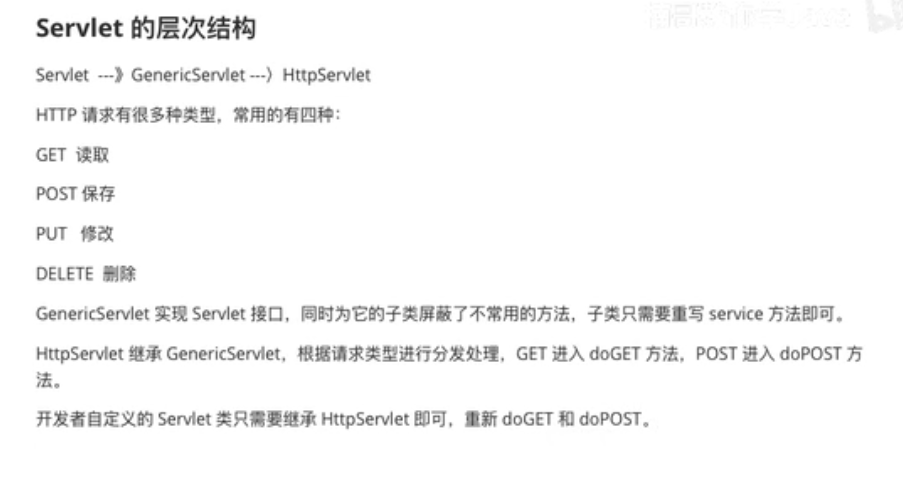 Servlet 的层次结构
Servlet ---》GenericServlet ---〉HttpServlet
HTTP 请求有很多种类型，常用的有四种：
GET 读取
POST 保存
PUT 修改
DELETE 删除
GenericServlet 实现 Servlet 接口，同时为它的子类屏蔽了不常用的方法，子类只需要重写 service 方法即可。
HttpServlet 继承 GenericServlet，根据请求类型进行分发处理，GET 进入 doGET 方法，POST 进入 doPOST 方
法。
开发者自定义的 Servlet 类只需要继承 HttpServlet 即可，重新 doGET 和 doPOST。